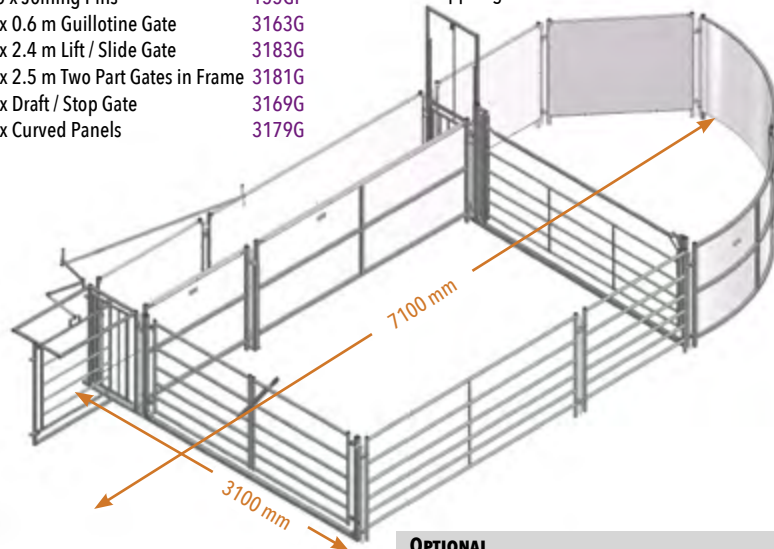 x 0.6 m Guillotine Gate 3163G
x 2.4 m Lift / Slide Gate 3183G
x 2.5 m Two Part Gates in Frame 3181G
x Draft / Stop Gate 3169G
x Curved Panels 3179G
7100 mm
3100 mm
OPTIONAL